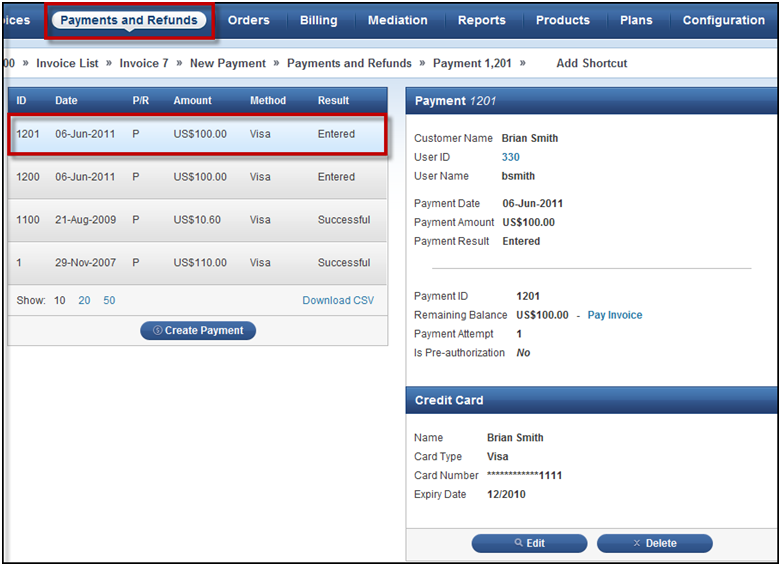 oices Payments and Refunds Orders Billing Mediation Reports Products Plans Configuration
00 » Invoice List » Invoice 7 » New Payment » Payments and Refunds » Payment 1,201 » Add Shortcut
ID Date P/R Amount Method Result
1201 06-Jun-2011 P US$100.00 Visa Entered
1200 06-Jun-2011 P US$100.00 Visa Entered
1100 21-Aug-2009 P US$10.60 Visa Successful
1 29-Nov-2007 P US$110.00 Visa Successful
Show: 10 20 50 Download CSV
Create Payment
Payment 1201
Customer Name Brian Smith
User ID 330
User Name bsmith
Payment Date 06-Jun-2011
Payment Amount US$100.00
Payment Result Entered
Payment ID 1201
Remaining Balance US$100.00 - Pay Invoice
Payment Attempt 1
Is Pre-authorization No
Credit Card
Name Brian Smith
Card Type Visa
Card Number ************1111
Expiry Date 12/2010
Edit Delete